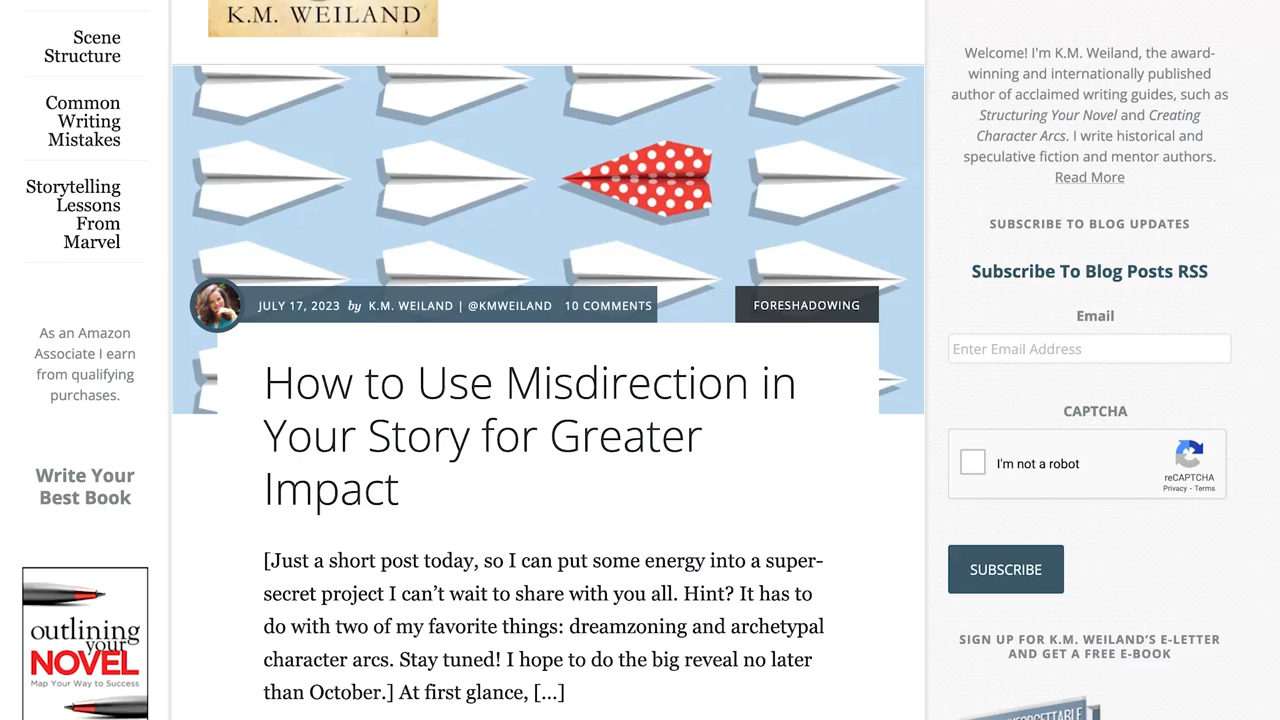 K.M. WEILAND
Scene
Structure
Common
Writing
Mistakes
Storytelling
Lessons
From
Marvel
As an Amazon
Associate I earn
from qualifying
purchases.
Write Your
Best Book
outlining
your
NOVEL
Map Your Way to Success
JULY 17, 2023 by K.M. WEILAND | @KMWEILAND 10 COMMENTS
FORESHADOWING
How to Use Misdirection in
Your Story for Greater
Impact
[Just a short post today, so I can put some energy into a super-
secret project I can’t wait to share with you all. Hint? It has to
do with two of my favorite things: dreamzoning and archetypal
character arcs. Stay tuned! I hope to do the big reveal no later
than October.] At first glance, […]
Welcome! I'm K.M. Weiland, the award-
winning and internationally published
author of acclaimed writing guides, such as
Structuring Your Novel and Creating
Character Arcs. I write historical and
speculative fiction and mentor authors.
Read More
SUBSCRIBE TO BLOG UPDATES
Subscribe To Blog Posts RSS
Email
Enter Email Address
CAPTCHA
I'm not a robot
reCAPTCHA
Privacy - Terms
SUBSCRIBE
SIGN UP FOR K.M. WEILAND’S E-LETTER
AND GET A FREE E-BOOK